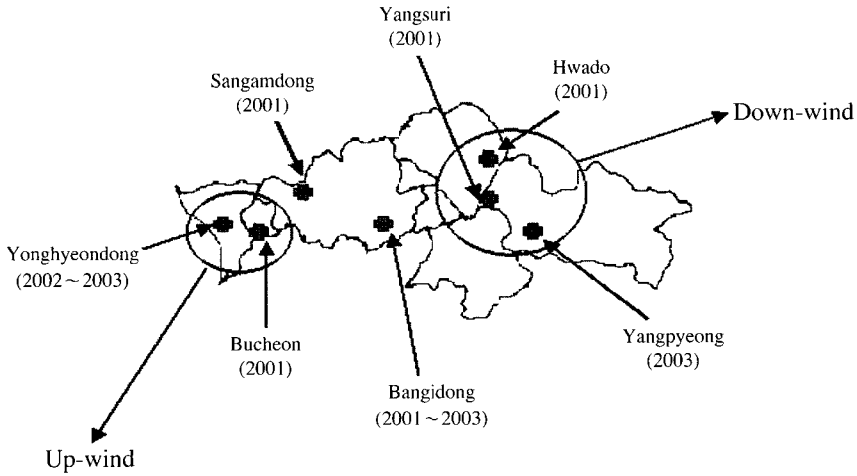 Yangsuri
(2001)
Hwado
(2001)
Sangamdong
(2001)
Down-wind
Yonghyeondong
(2002~2003)
Bucheon
(2001)
Yangpyeong
(2003)
Bangidong
(2001~2003)
Up-wind